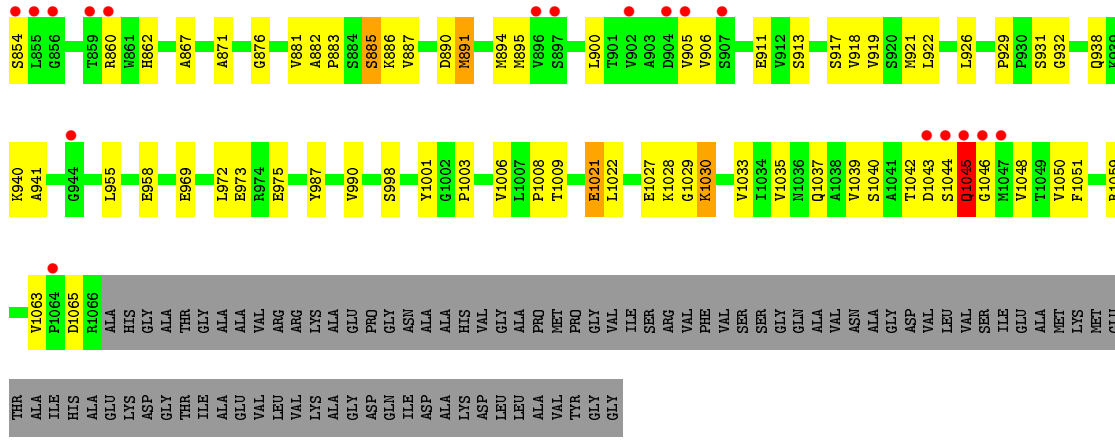 S854 L855 G856 T859 R860 W861 H862 A867 A871 G876 V881 A882 P883 S884 S885 K886 V887 D890 M891 M894 M895 V896 S897 L900 T901 V902 A903 D904 V905 V906 S907 E911 V912 S913 S917 V918 V919 S920 M921 L922 L926 P929 P930 S931 G932 Q938 K939
K940 A941 G944 L955 E958 E969 L972 E973 R974 E975 Y987 V990 S998 Y1001 G1002 P1003 V1006 L1007 P1008 T1009 E1021 L1022 E1027 K1028 G1029 K1030 V1033 I1034 V1035 N1036 Q1037 A1038 V1039 S1040 A1041 T1042 D1043 S1044 Q1045 G1046 M1047 V1048 T1049 V1050 F1051 R1059
V1063 P1064 D1065 R1066 ALA HIS GLY ALA THR GLY ALA ALA VAL ARG ARG LYS ALA GLU PRO GLY ASN ALA ALA HIS VAL GLY ALA PRO MET PRO GLY VAL ILE SER ARG VAL PHE VAL SER SER GLY GLN ALA VAL ASN ALA GLY ASP VAL LEU VAL SER ILE GLU ALA MET LYS MET GLU
THR ALA ILE HIS ALA GLU LYS ASP GLY THR ILE ALA GLU VAL LEU VAL LYS ALA GLY ASP GLN ILE ASP ALA LYS ASP LEU LEU ALA VAL TYR GLY GLY